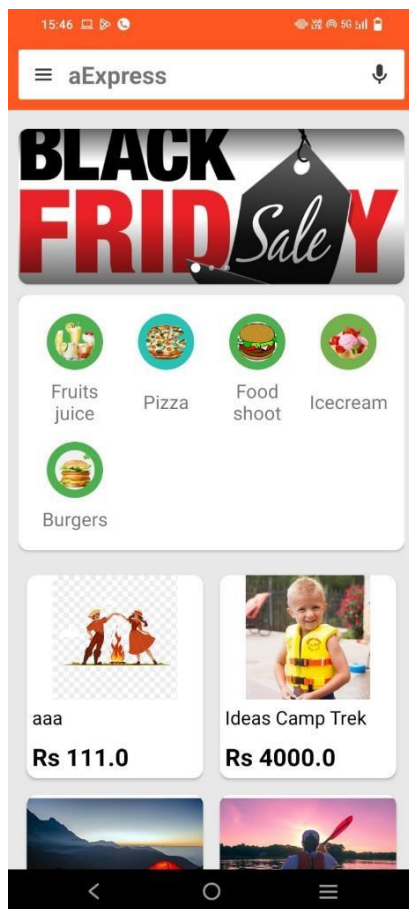 15:46
5G
aExpress
BLACK
FRIDAY
Sale
Fruits juice
Pizza
Food shoot
Icecream
Burgers
aaa
Rs 111.0
Ideas Camp Trek
Rs 4000.0